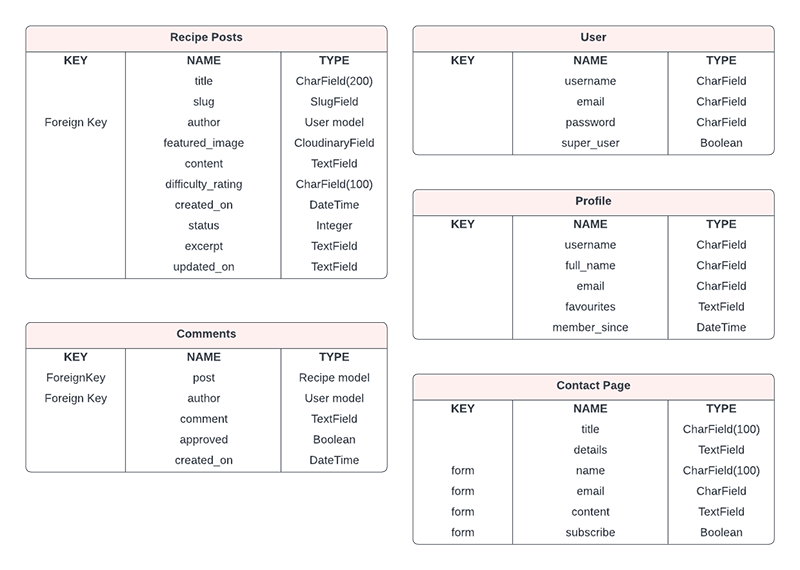 Recipe Posts
KEY NAME TYPE
title CharField(200)
slug SlugField
Foreign Key author User model
featured_image CloudinaryField
content TextField
difficulty_rating CharField(100)
created_on DateTime
status Integer
excerpt TextField
updated_on TextField
Comments
KEY NAME TYPE
ForeignKey post Recipe model
Foreign Key author User model
comment TextField
approved Boolean
created_on DateTime
User
KEY NAME TYPE
username CharField
email CharField
password CharField
super_user Boolean
Profile
KEY NAME TYPE
username CharField
full_name CharField
email CharField
favourites TextField
member_since DateTime
Contact Page
KEY NAME TYPE
title CharField(100)
details TextField
form name CharField(100)
form email CharField
form content TextField
form subscribe Boolean